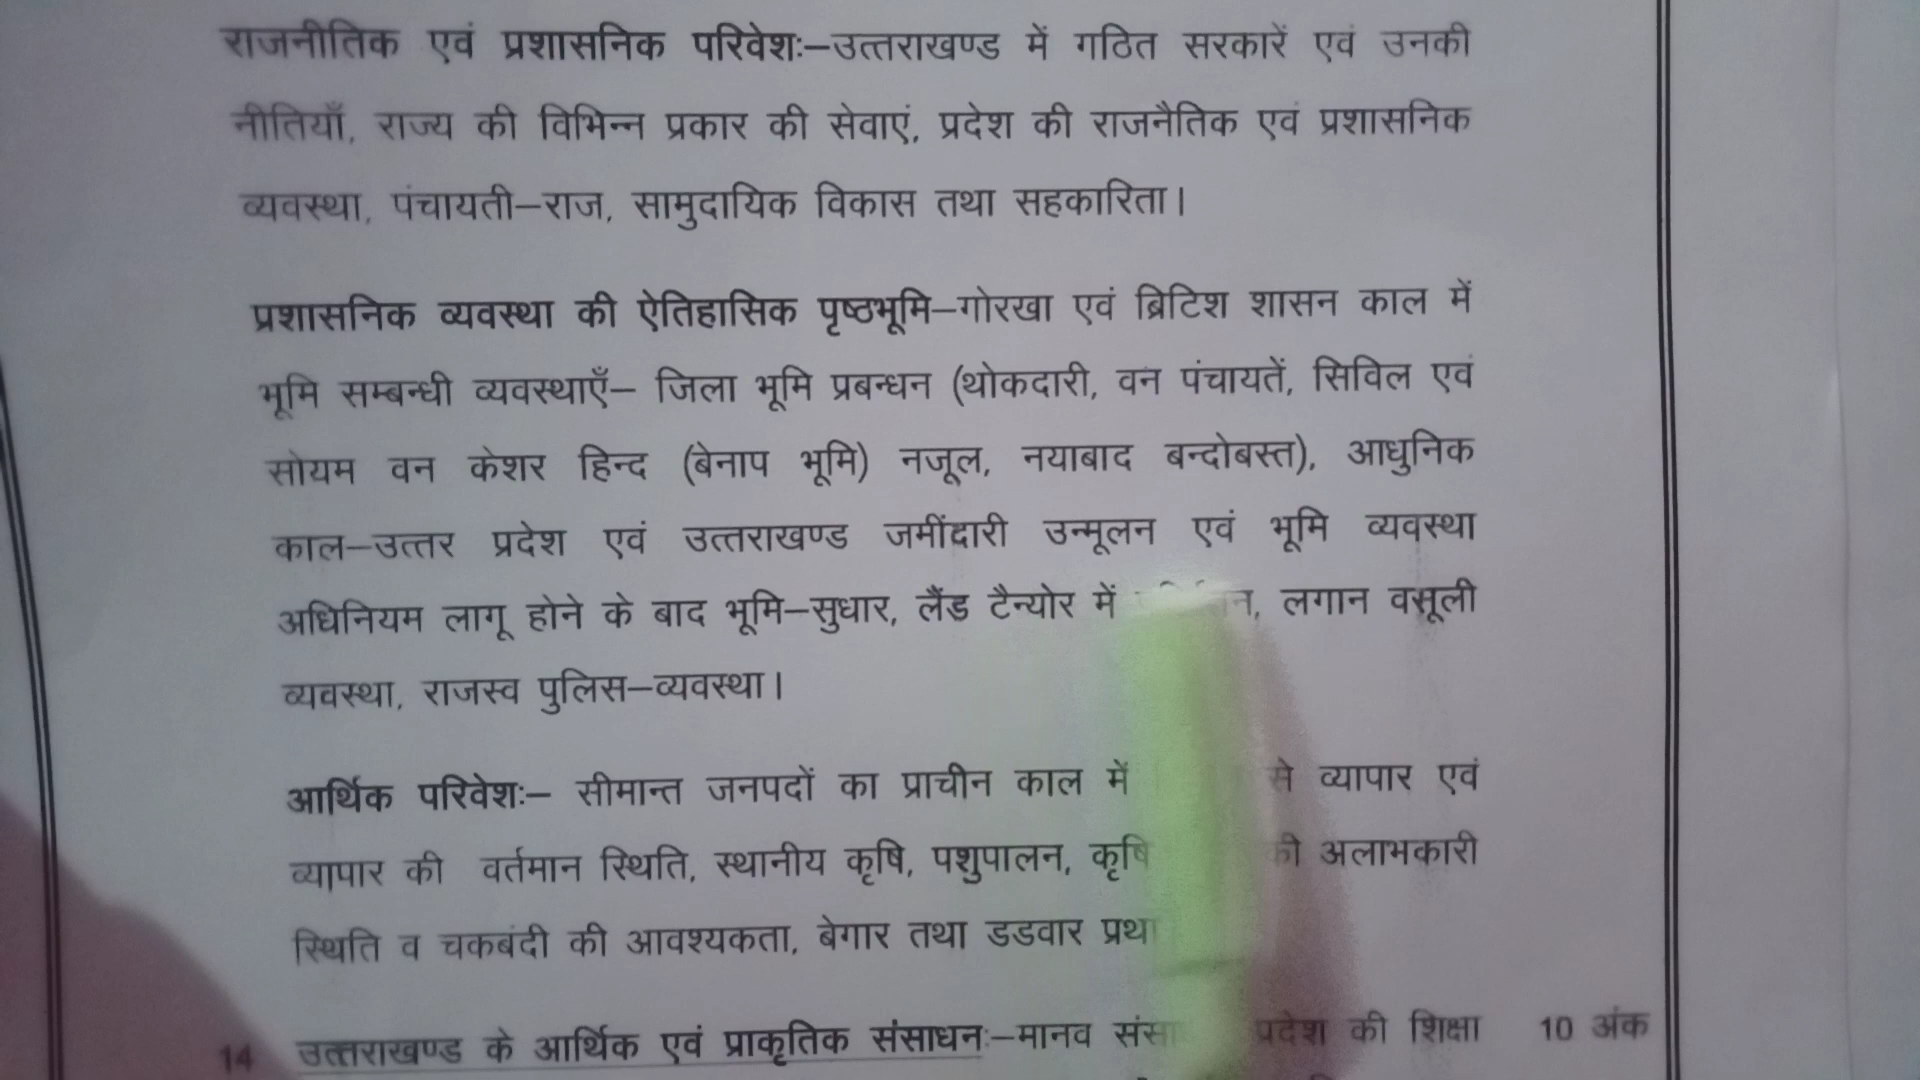 राजनीतिक एवं प्रशासनिक परिवेशः–उत्तराखण्ड में गठित सरकारें एवं उनकी
नीतियाँ, राज्य की विभिन्न प्रकार की सेवाएं, प्रदेश की राजनैतिक एवं प्रशासनिक
व्यवस्था, पंचायती–राज, सामुदायिक विकास तथा सहकारिता।
प्रशासनिक व्यवस्था की ऐतिहासिक पृष्ठभूमि–गोरखा एवं ब्रिटिश शासन काल में
भूमि सम्बन्धी व्यवस्थाएँ– जिला भूमि प्रबन्धन (थोकदारी, वन पंचायतें, सिविल एवं
सोयम वन केशर हिन्द (बेनाप भूमि) नजूल, नयाबाद बन्दोबस्त), आधुनिक
काल–उत्तर प्रदेश एवं उत्तराखण्ड जमींदारी उन्मूलन एवं भूमि व्यवस्था
अधिनियम लागू होने के बाद भूमि–सुधार, लैंड टैन्योर में लगान वसूली
व्यवस्था, राजस्व पुलिस–व्यवस्था।
आर्थिक परिवेशः– सीमान्त जनपदों का प्राचीन काल में से व्यापार एवं
व्यापार की वर्तमान स्थिति, स्थानीय कृषि, पशुपालन, कृषि की अलाभकारी
स्थिति व चकबंदी की आवश्यकता, बेगार तथा डडवार प्रथा
14 उत्तराखण्ड के आर्थिक एवं प्राकृतिक संसाधनः–मानव प्रदेश की शिक्षा 10 अंक